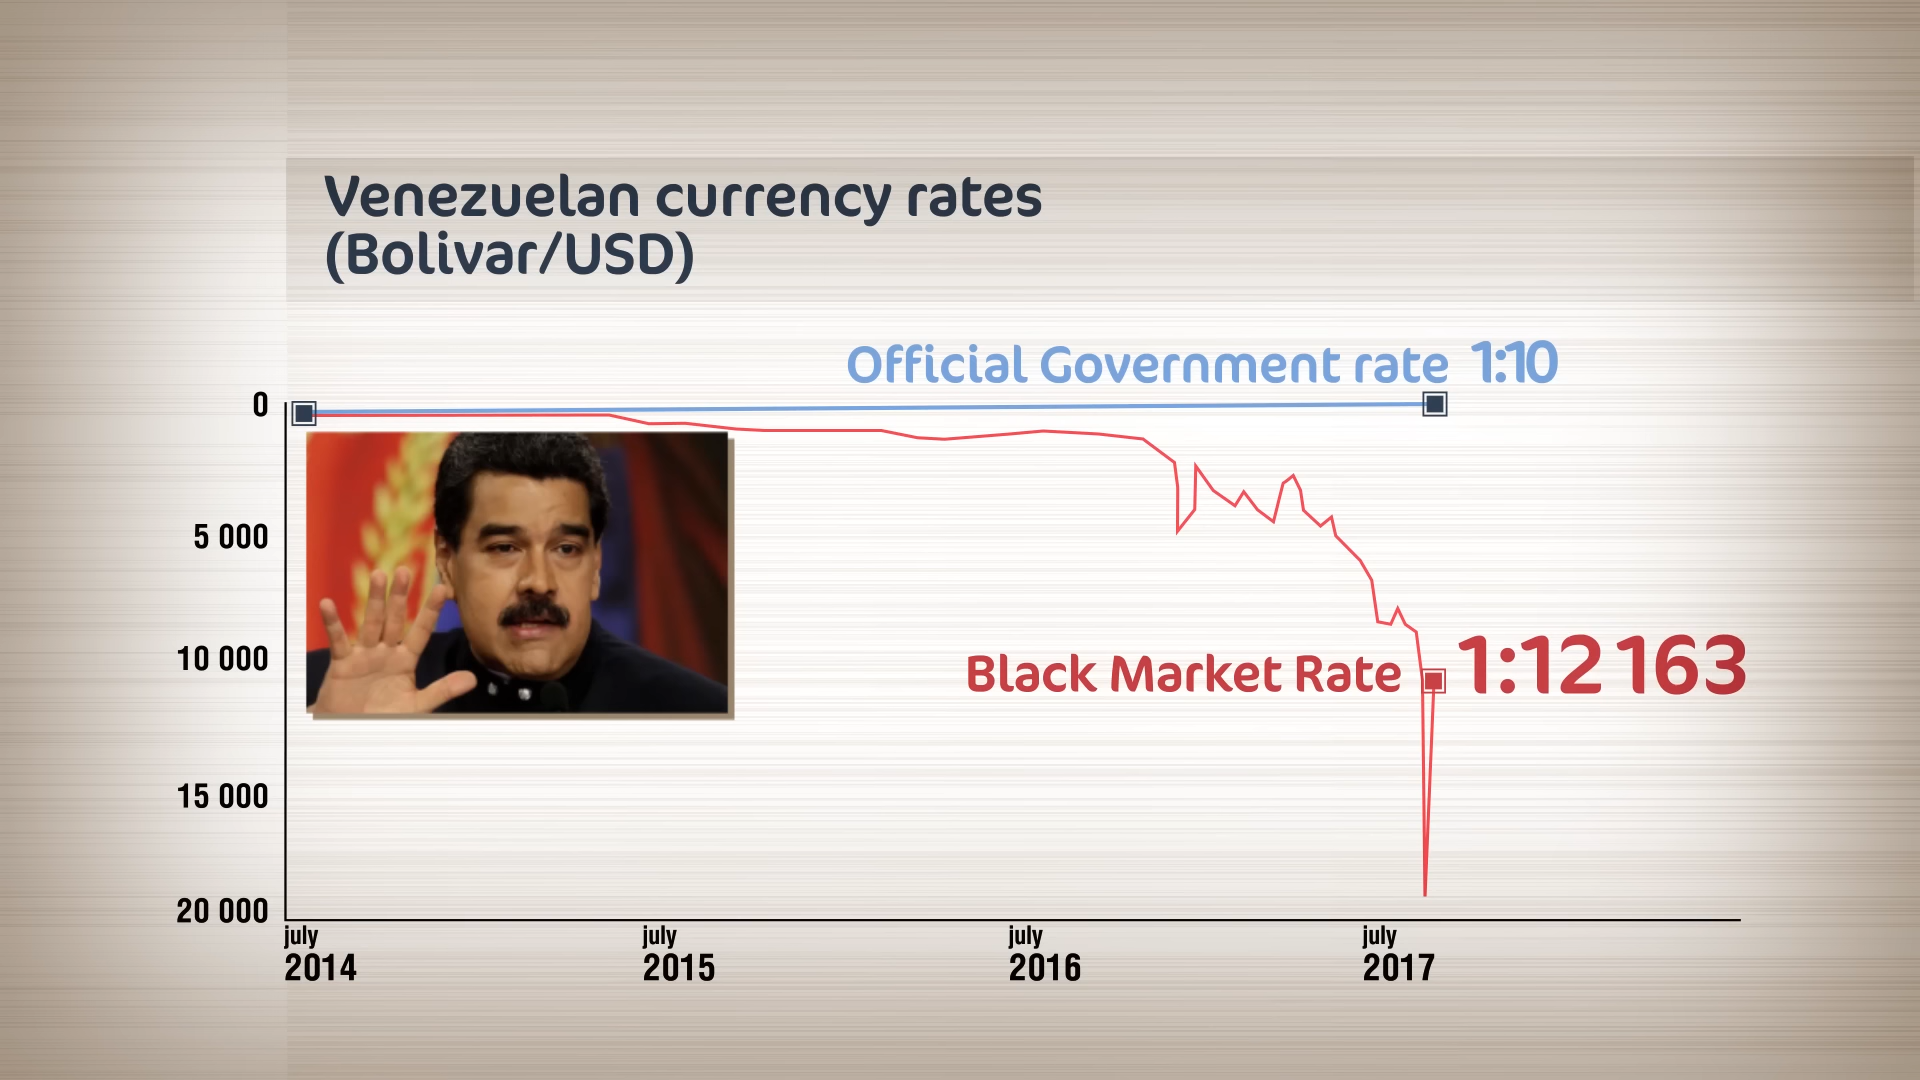 Venezuelan currency rates
(Bolivar/USD)
Official Government rate 1:10
0
5 000
10 000
Black Market Rate 1:12 163
15 000
20 000
july july july july
2014 2015 2016 2017